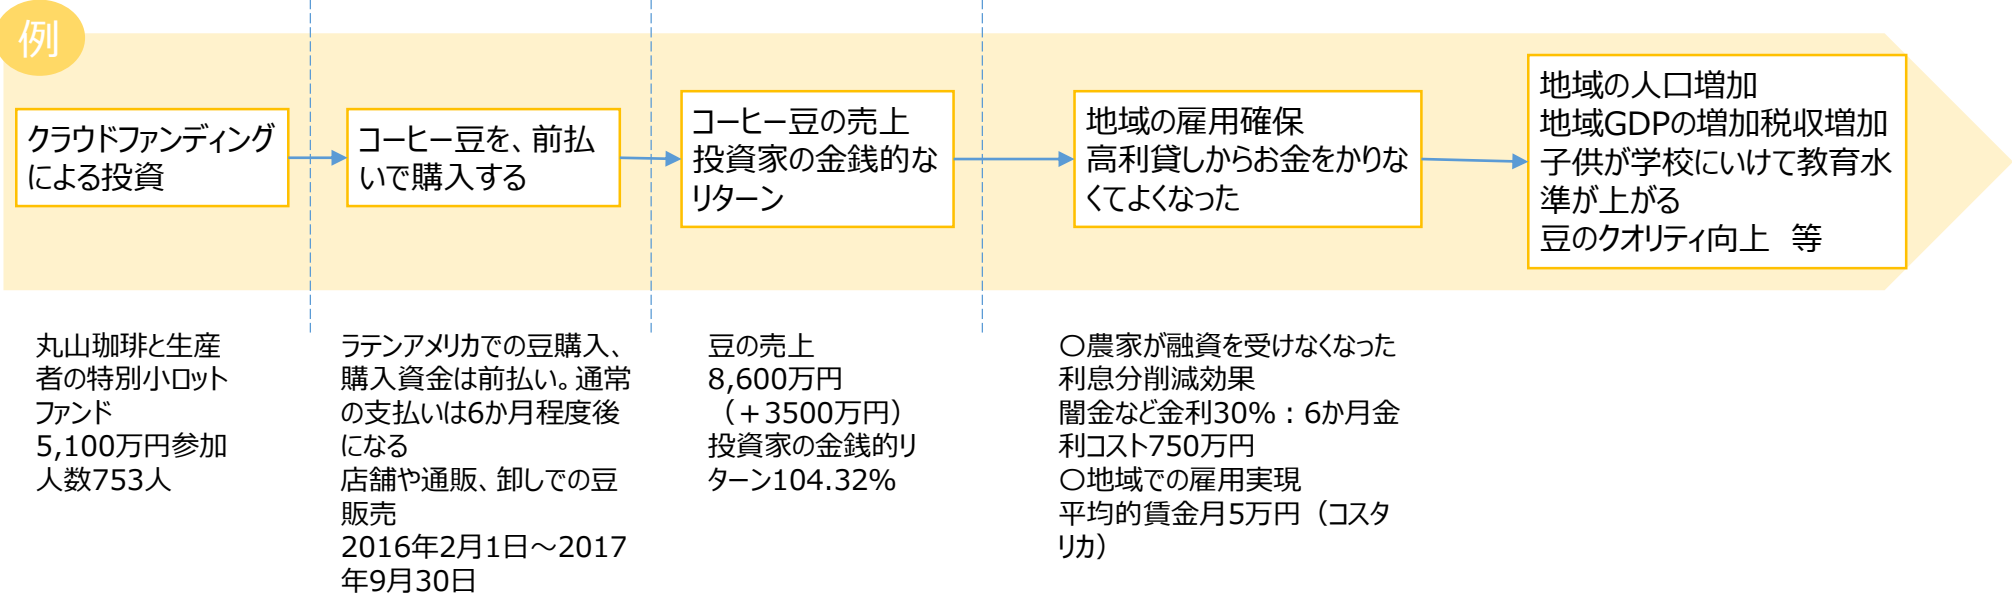 例
クラウドファンディング
による投資
コーヒー豆を、前払
いで購入する
コーヒー豆の売上
投資家の金銭的な
リターン
地域の雇用確保
高利貸しからお金をかりな
くてよくなった
地域の人口増加
地域GDPの増加税収増加
子供が学校にいけて教育水
準が上がる
豆のクオリティ向上　等
丸山珈琲と生産
者の特別小ロット
ファンド
5,100万円参加
人数753人
ラテンアメリカでの豆購入、
購入資金は前払い。通常
の支払いは6か月程度後
になる
店舗や通販、卸しでの豆
販売
2016年2月1日～2017
年9月30日
豆の売上
8,600万円
（＋3500万円）
投資家の金銭的リ
ターン104.32%
〇農家が融資を受けなくなった
利息分削減効果
闇金など金利30%：6か月金
利コスト750万円
〇地域での雇用実現
平均的賃金月5万円（コスタ
リカ）